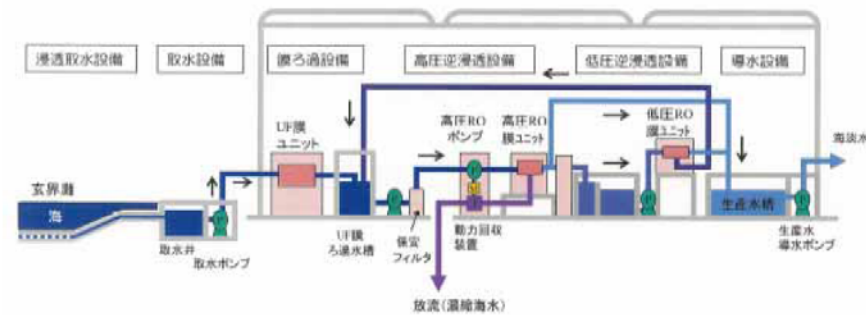 浸透取水設備
取水設備
膜ろ過設備
高圧逆浸透設備
低圧逆浸透設備
導水設備
UF膜
ユニット
高圧RO
ポンプ
高圧RO
膜ユニット
低圧RO
膜ユニット
海淡水
玄界灘
海
取水井
取水ポンプ
P
UF膜
ろ過水槽
P
保安
フィルタ
P
M
動力回収
装置
P
生産水槽
P
生産水
導水ポンプ
放流(濃縮海水)